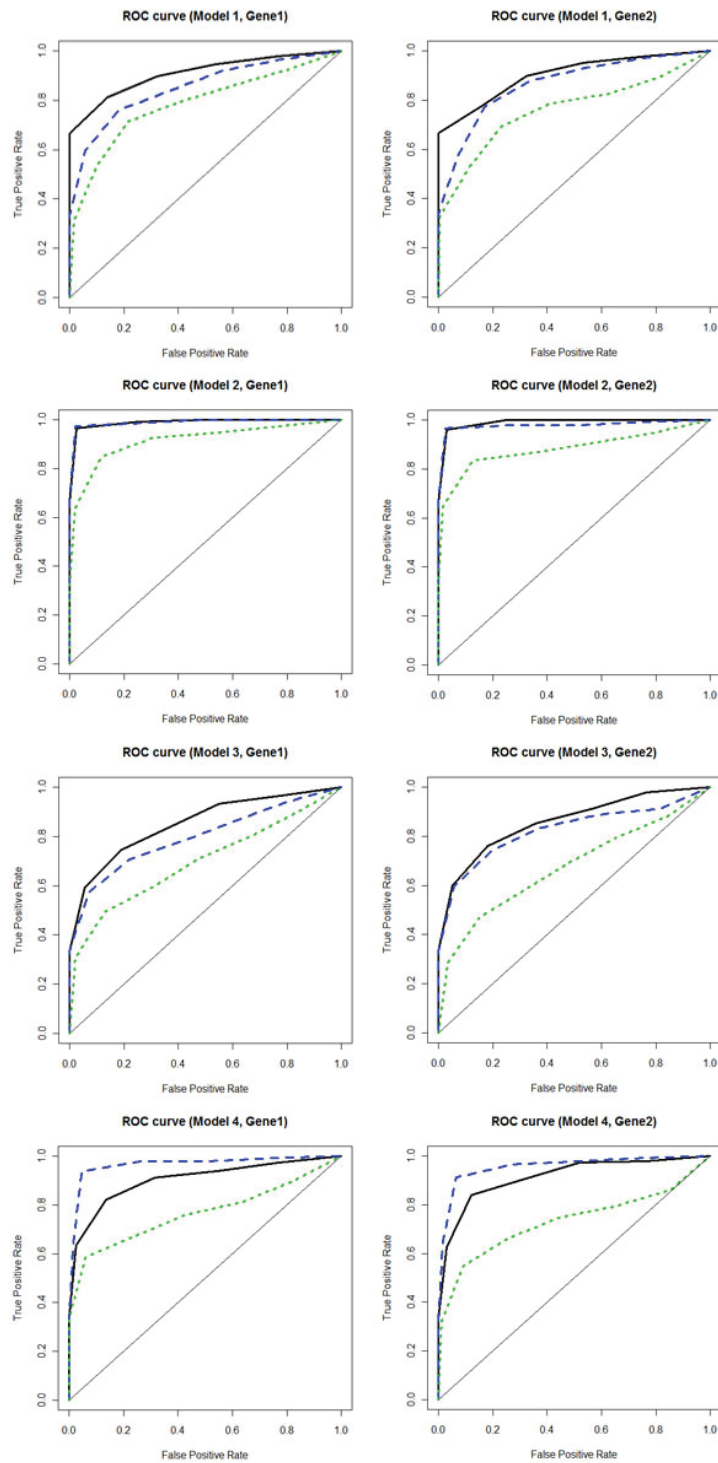 ROC curve (Model 1, Gene1)
True Positive Rate
1.0
0.8
0.6
0.4
0.2
0.0
0.0 0.2 0.4 0.6 0.8 1.0
False Positive Rate
ROC curve (Model 1, Gene2)
True Positive Rate
1.0
0.8
0.6
0.4
0.2
0.0
0.0 0.2 0.4 0.6 0.8 1.0
False Positive Rate
ROC curve (Model 2, Gene1)
True Positive Rate
1.0
0.8
0.6
0.4
0.2
0.0
0.0 0.2 0.4 0.6 0.8 1.0
False Positive Rate
ROC curve (Model 2, Gene2)
True Positive Rate
1.0
0.8
0.6
0.4
0.2
0.0
0.0 0.2 0.4 0.6 0.8 1.0
False Positive Rate
ROC curve (Model 3, Gene1)
True Positive Rate
1.0
0.8
0.6
0.4
0.2
0.0
0.0 0.2 0.4 0.6 0.8 1.0
False Positive Rate
ROC curve (Model 3, Gene2)
True Positive Rate
1.0
0.8
0.6
0.4
0.2
0.0
0.0 0.2 0.4 0.6 0.8 1.0
False Positive Rate
ROC curve (Model 4, Gene1)
True Positive Rate
1.0
0.8
0.6
0.4
0.2
0.0
0.0 0.2 0.4 0.6 0.8 1.0
False Positive Rate
ROC curve (Model 4, Gene2)
True Positive Rate
1.0
0.8
0.6
0.4
0.2
0.0
0.0 0.2 0.4 0.6 0.8 1.0
False Positive Rate